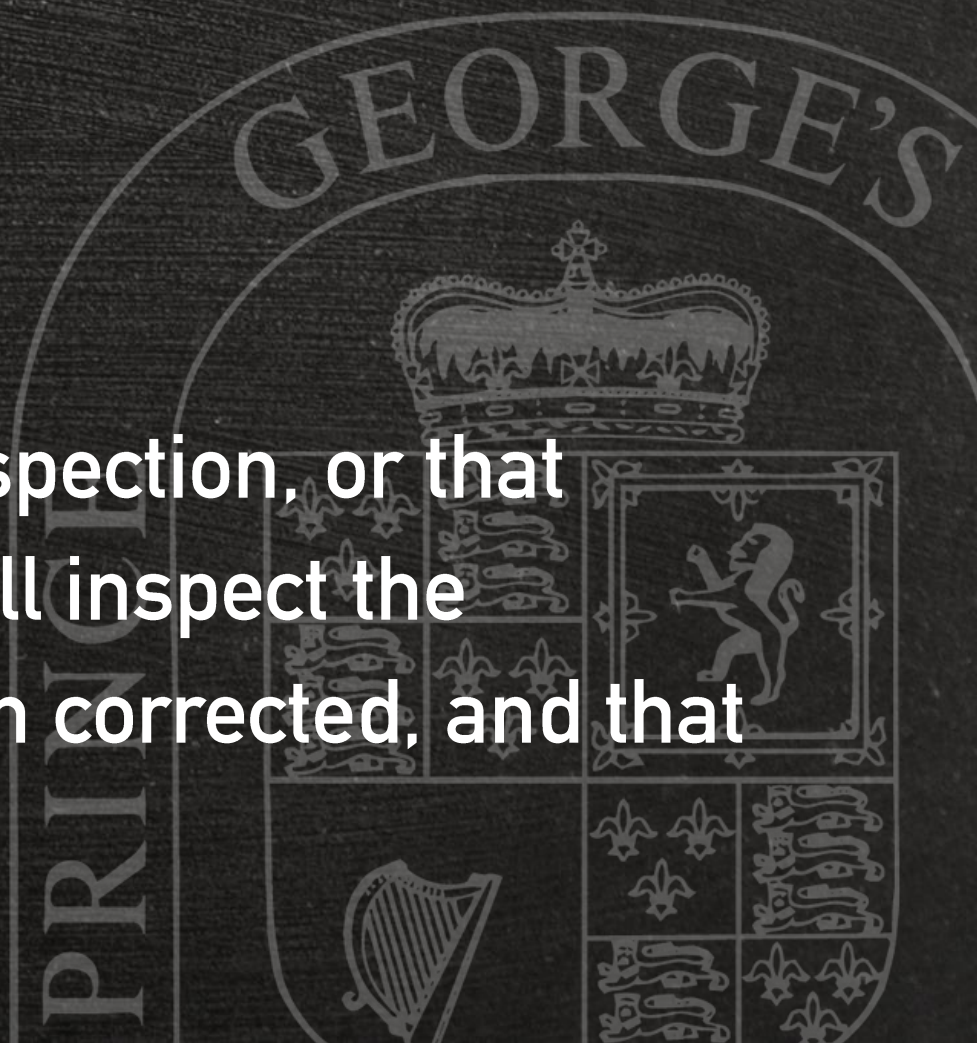 GEORGE'S
PRINCE
spection, or that
ll inspect the
n corrected, and that